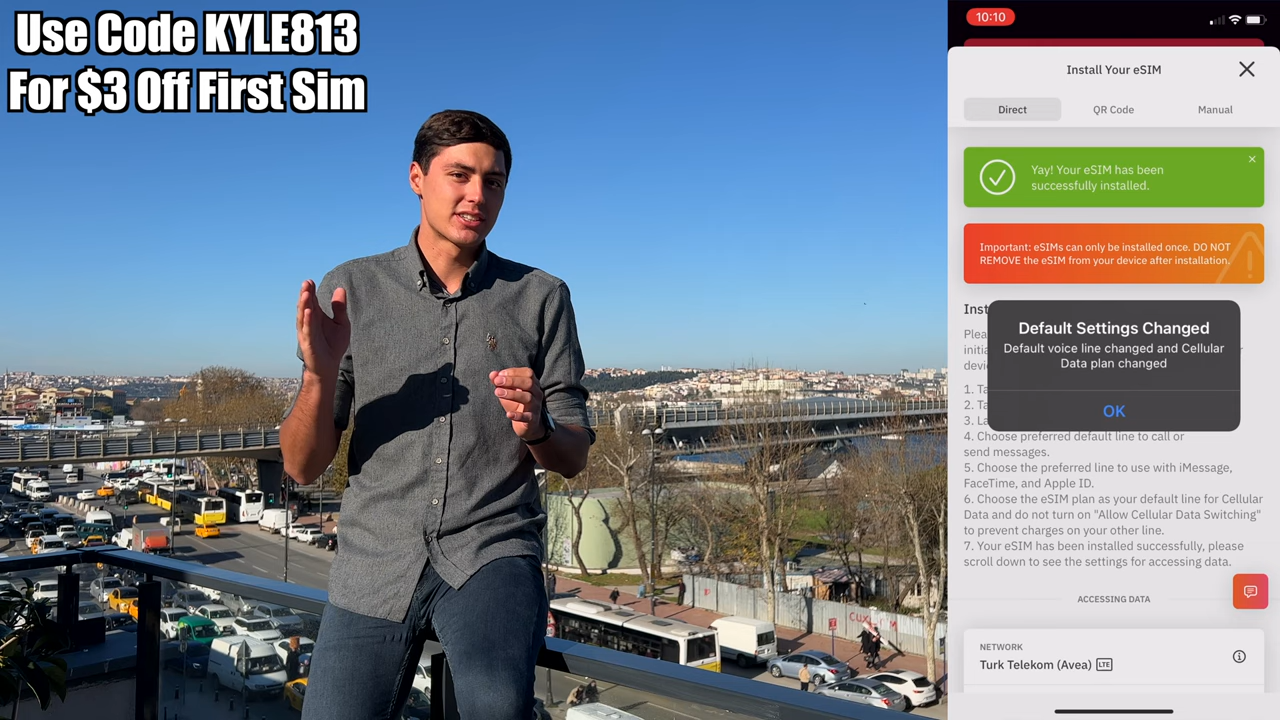 Use Code KYLE813
For $3 Off First Sim
10:10
Install Your eSIM
Direct
QR Code
Manual
Yay! Your eSIM has been
successfully installed.
Important: eSIMs can only be installed once. DO NOT
REMOVE the eSIM from your device after installation.
Default Settings Changed
Default voice line changed and Cellular
Data plan changed
OK
4. Choose preferred default line to call or
send messages.
5. Choose the preferred line to use with iMessage,
FaceTime, and Apple ID.
6. Choose the eSIM plan as your default line for Cellular
Data and do not turn on "Allow Cellular Data Switching"
to prevent charges on your other line.
7. Your eSIM has been installed successfully, please
scroll down to see the settings for accessing data.
ACCESSING DATA
NETWORK
Turk Telekom (Avea) LTE